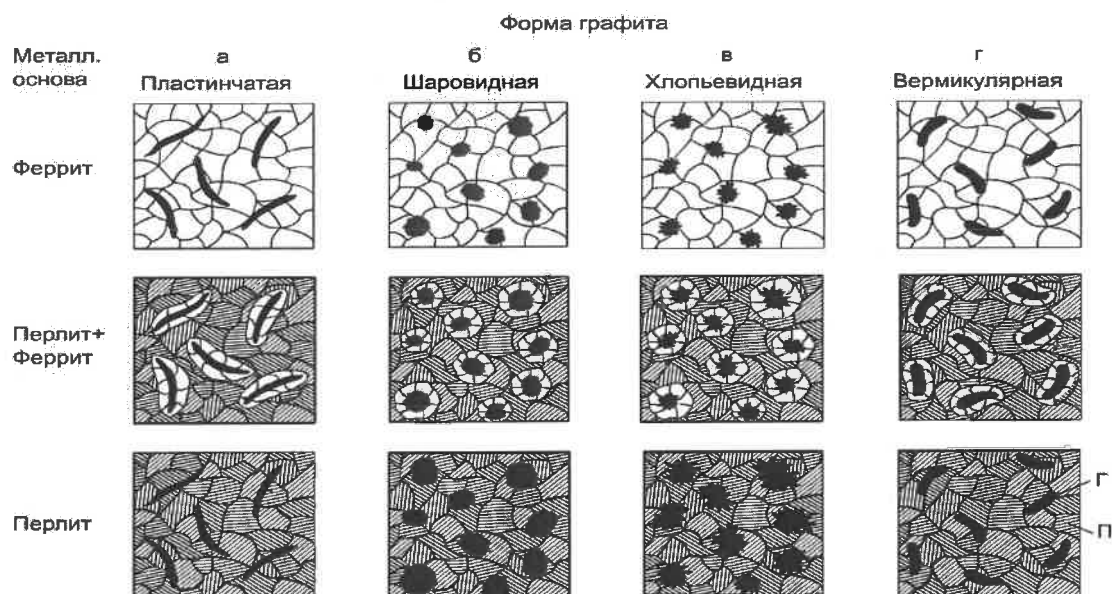 Форма графита
Металл.
основа
а
Пластинчатая
б
Шаровидная
в
Хлопьевидная
г
Вермикулярная
Феррит
Перлит+
Феррит
Перлит
Г
П